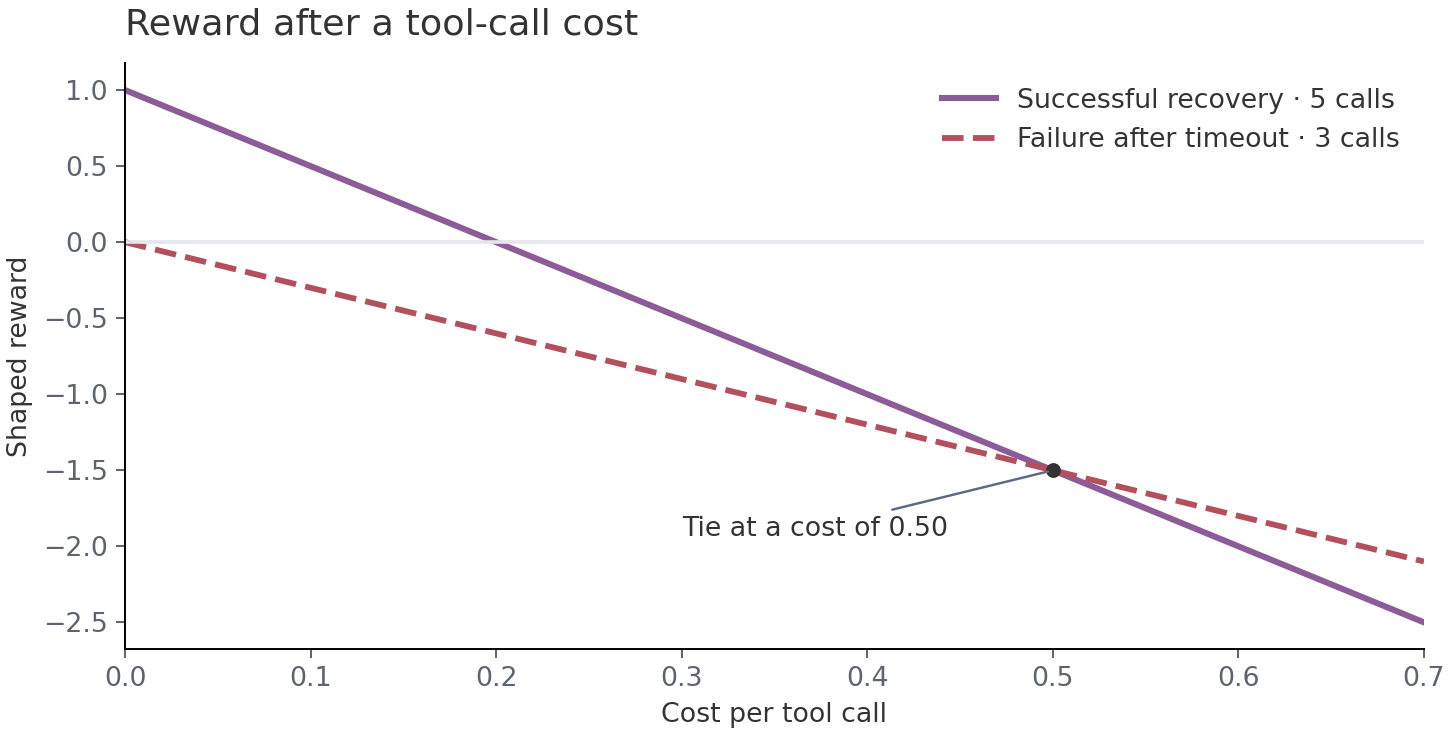 Reward after a tool-call cost
Successful recovery · 5 calls
Failure after timeout · 3 calls
Shaped reward
1.0
0.5
0.0
−0.5
−1.0
−1.5
−2.0
−2.5
Tie at a cost of 0.50
0.0 0.1 0.2 0.3 0.4 0.5 0.6 0.7
Cost per tool call